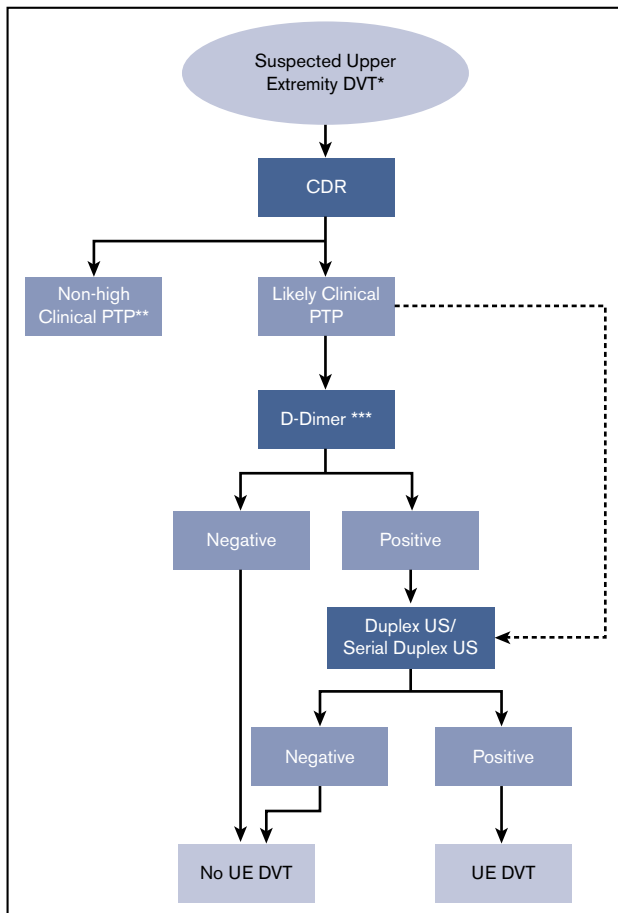 Suspected Upper
Extremity DVT*
CDR
Non-high
Clinical PTP**
Likely Clinical
PTP
D-Dimer ***
Negative
Positive
Duplex US/
Serial Duplex US
Negative
Positive
No UE DVT
UE DVT